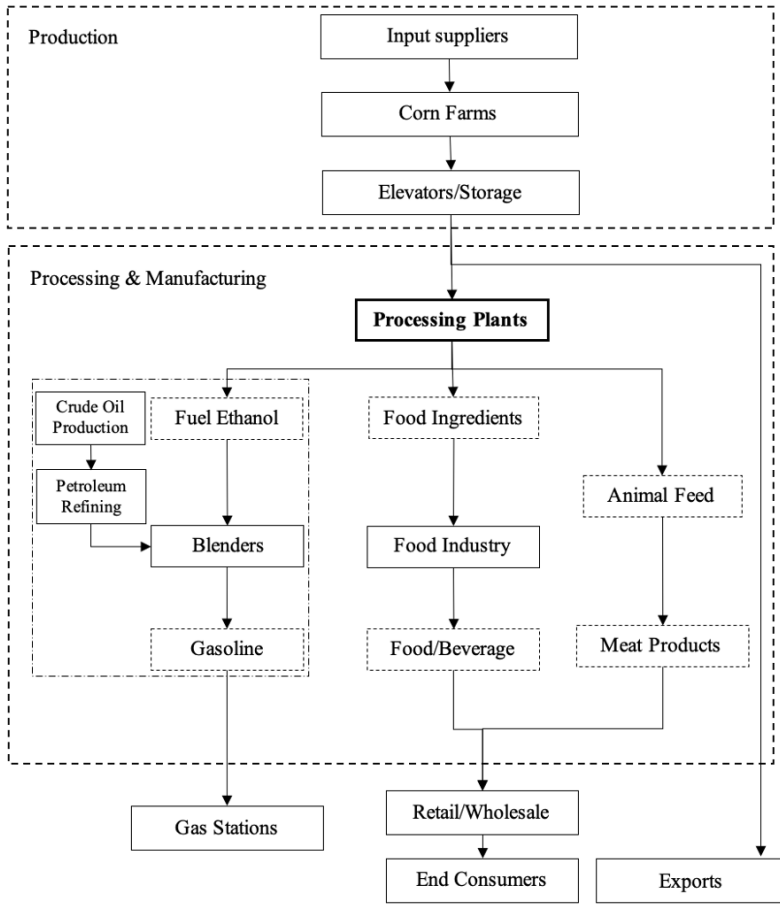 Production
Input suppliers
Corn Farms
Elevators/Storage
Processing & Manufacturing
Processing Plants
Crude Oil
Production
Fuel Ethanol
Food Ingredients
Petroleum
Refining
Animal Feed
Blenders
Food Industry
Gasoline
Food/Beverage
Meat Products
Gas Stations
Retail/Wholesale
End Consumers
Exports